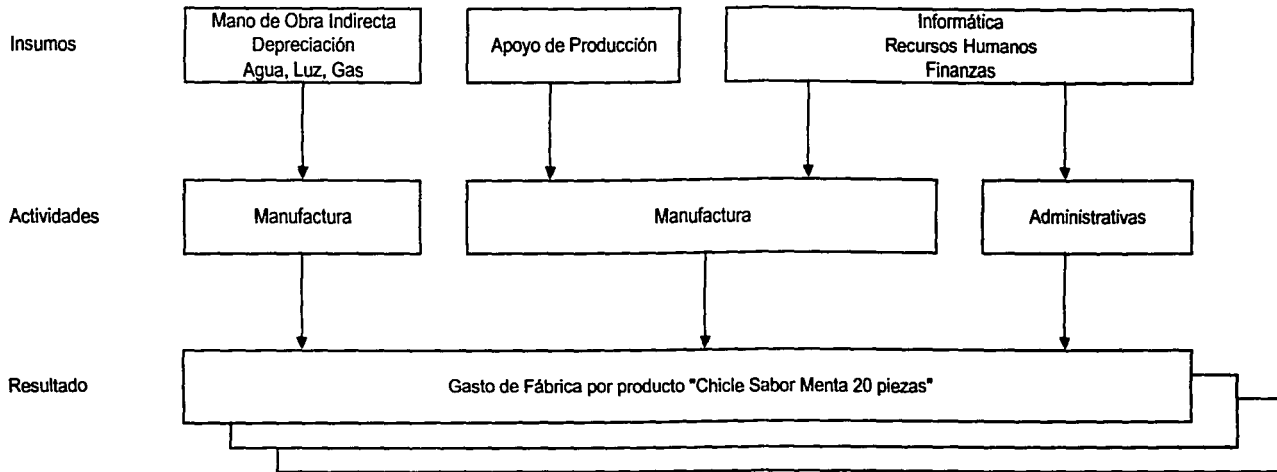 Insumos
Mano de Obra Indirecta
Depreciación
Agua, Luz, Gas
Apoyo de Producción
Informática
Recursos Humanos
Finanzas
Actividades
Manufactura
Manufactura
Administrativas
Resultado
Gasto de Fábrica por producto "Chicle Sabor Menta 20 piezas"